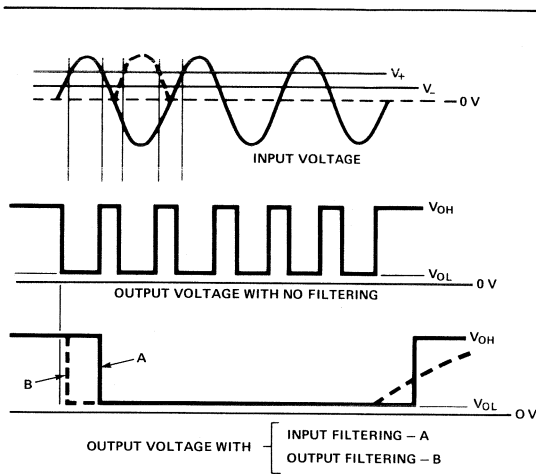 V+
V-
0 V
INPUT VOLTAGE
VOH
VOL
0 V
OUTPUT VOLTAGE WITH NO FILTERING
A
VOH
B
VOL
0 V
OUTPUT VOLTAGE WITH
INPUT FILTERING – A
OUTPUT FILTERING – B